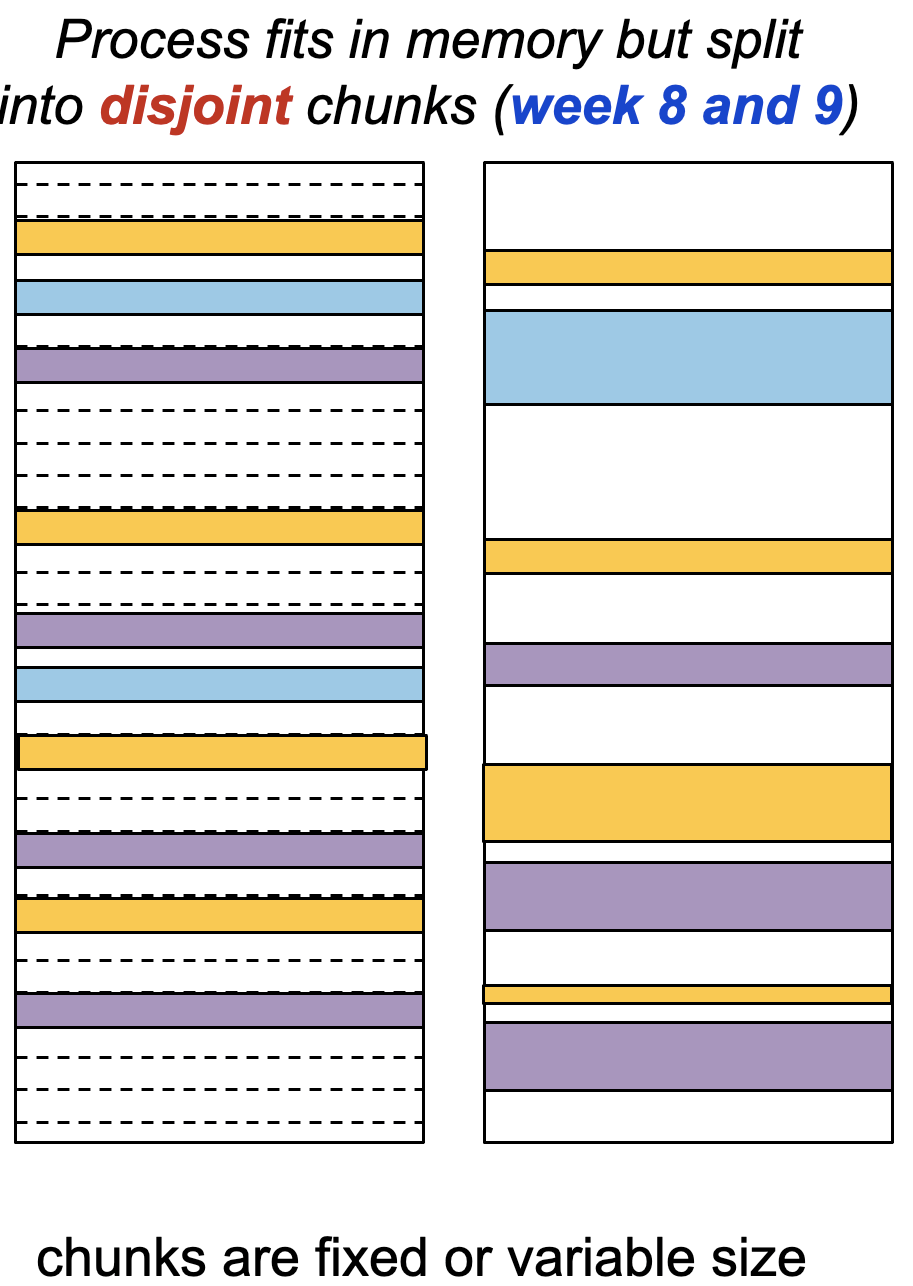 Process fits in memory but split
into disjoint chunks (week 8 and 9)
chunks are fixed or variable size